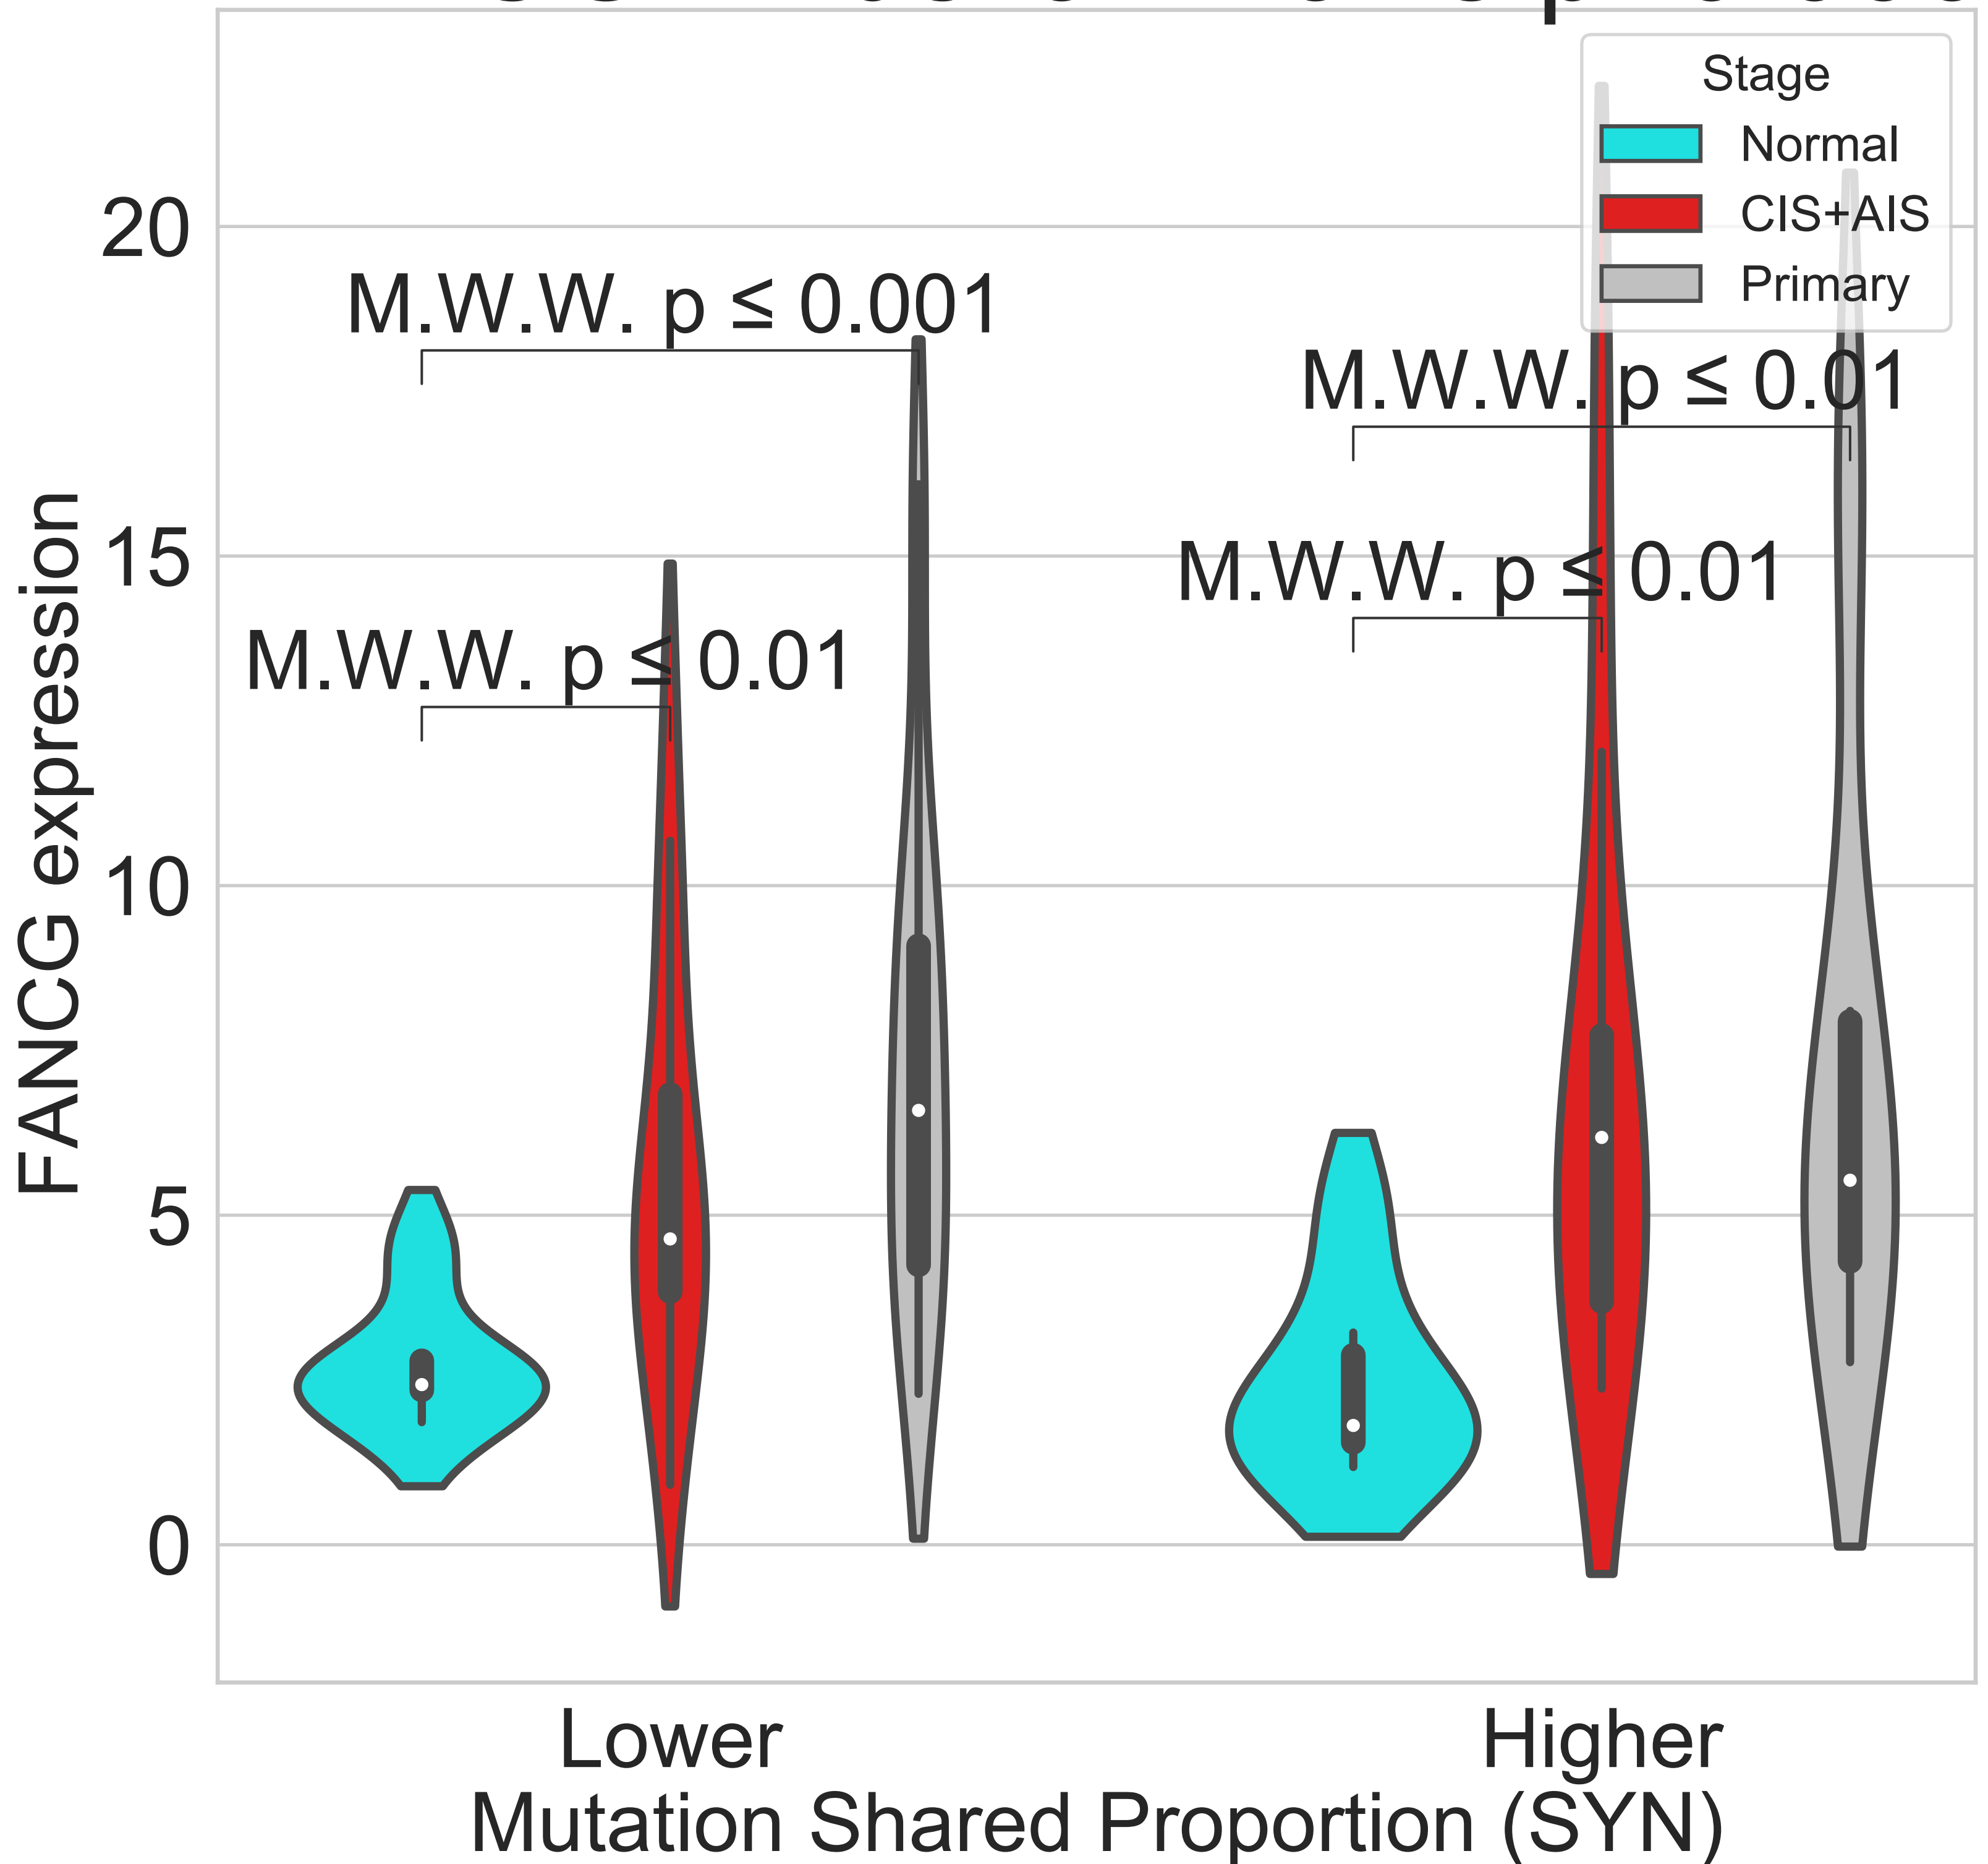 Stage
Normal
CIS+AIS
Primary
M.W.W. p ≤ 0.001
M.W.W. p ≤ 0.01
M.W.W. p ≤ 0.01
M.W.W. p ≤ 0.01
20
15
10
5
0
FANCG expression
Lower
Higher
Mutation Shared Proportion (SYN)